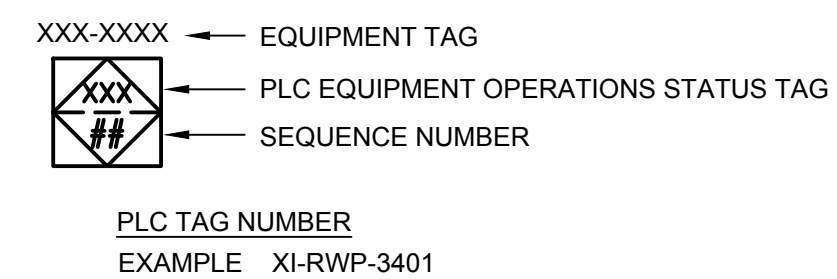 XXX-XXXX EQUIPMENT TAG
XXX PLC EQUIPMENT OPERATIONS STATUS TAG
## SEQUENCE NUMBER
PLC TAG NUMBER
EXAMPLE XI-RWP-3401